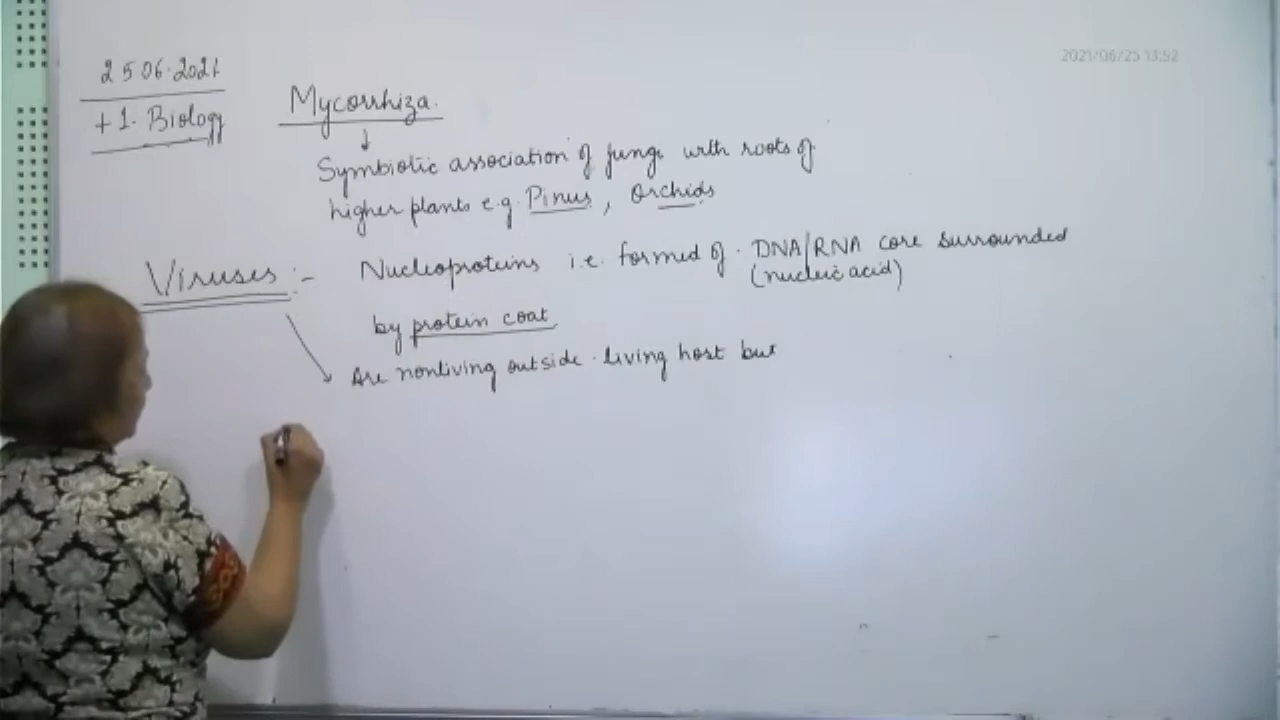 2021/06/25 13:52
25 06.2021
+1. Biology
Mycorrhiza.
Symbiotic association of fungi with roots of
higher plants e.g. Pinus, Orchids
Viruses :- Nucleoproteins i.e. formed of. DNA/RNA core surrounded
(nucleic acid)
by protein coat
Are nonliving outside living host but